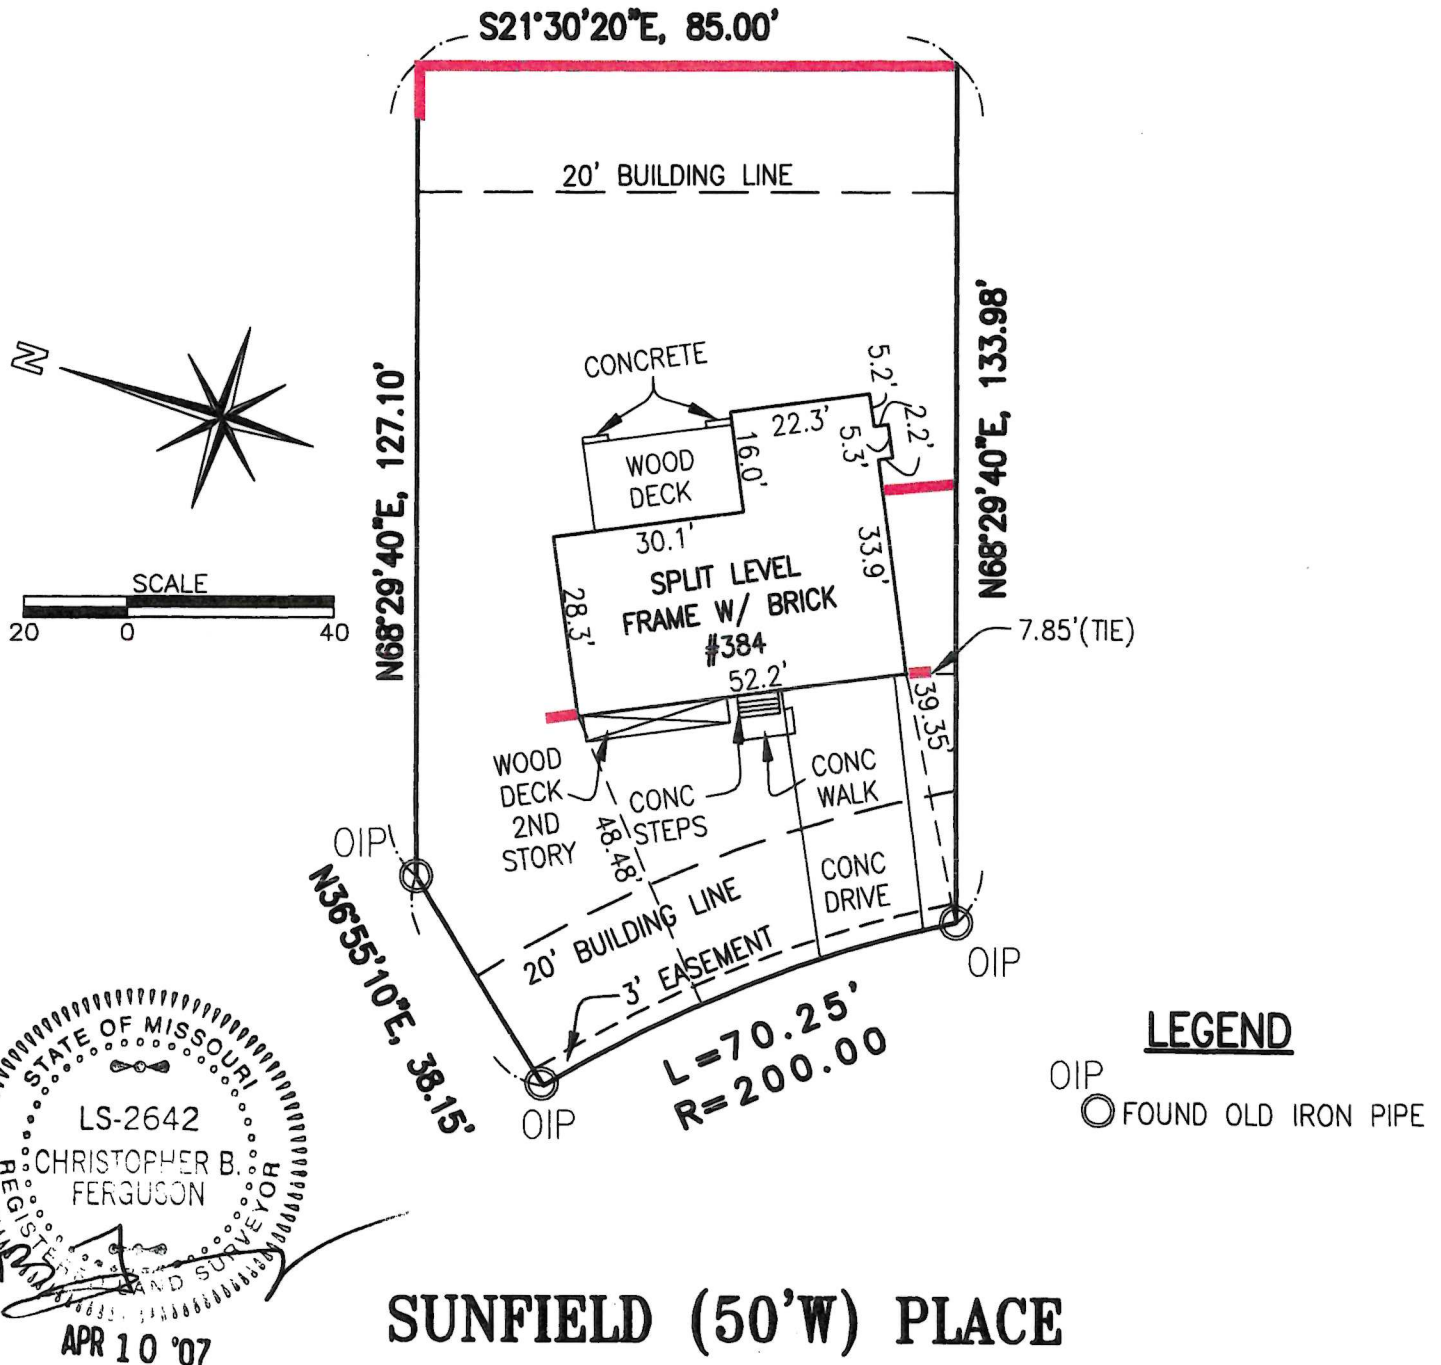 S21°30'20"E, 85.00'
20' BUILDING LINE
N68°29'40"E, 127.10'
N68°29'40"E, 133.98'
N
SCALE
20 0 40
CONCRETE
WOOD
DECK
22.3'
16.0'
5.2'
2.2'
5.3'
30.1'
33.9'
28.3'
SPLIT LEVEL
FRAME W/ BRICK
#384
52.2'
7.85'(TIE)
39.35'
WOOD
DECK
2ND
STORY
CONC
STEPS
CONC
WALK
48.48'
CONC
DRIVE
20' BUILDING LINE
3' EASEMENT
OIP
OIP
OIP
N36°55'10"E, 38.15'
L=70.25'
R=200.00
LEGEND
OIP
FOUND OLD IRON PIPE
STATE OF MISSOURI
LS-2642
CHRISTOPHER B.
FERGUSON
REGISTERED LAND SURVEYOR
APR 10 '07
SUNFIELD (50'W) PLACE